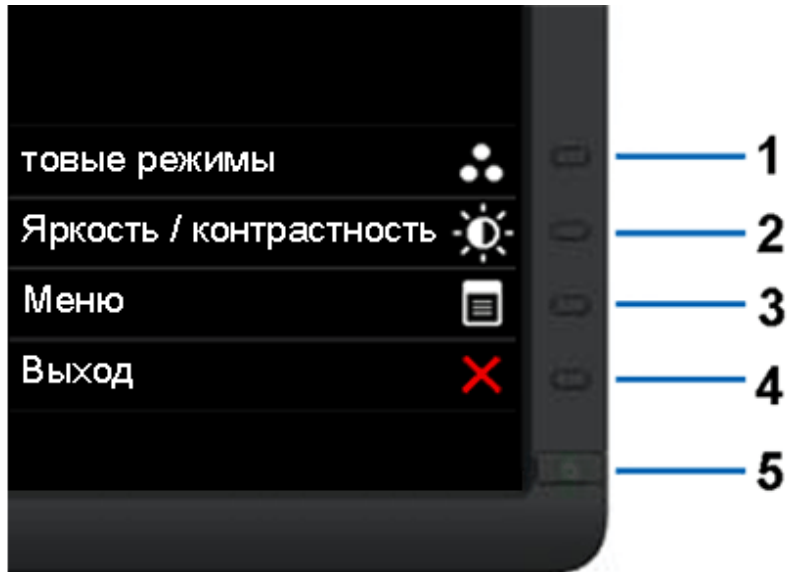 товые режимы 1
Яркость / контрастность 2
Меню 3
Выход 4
5